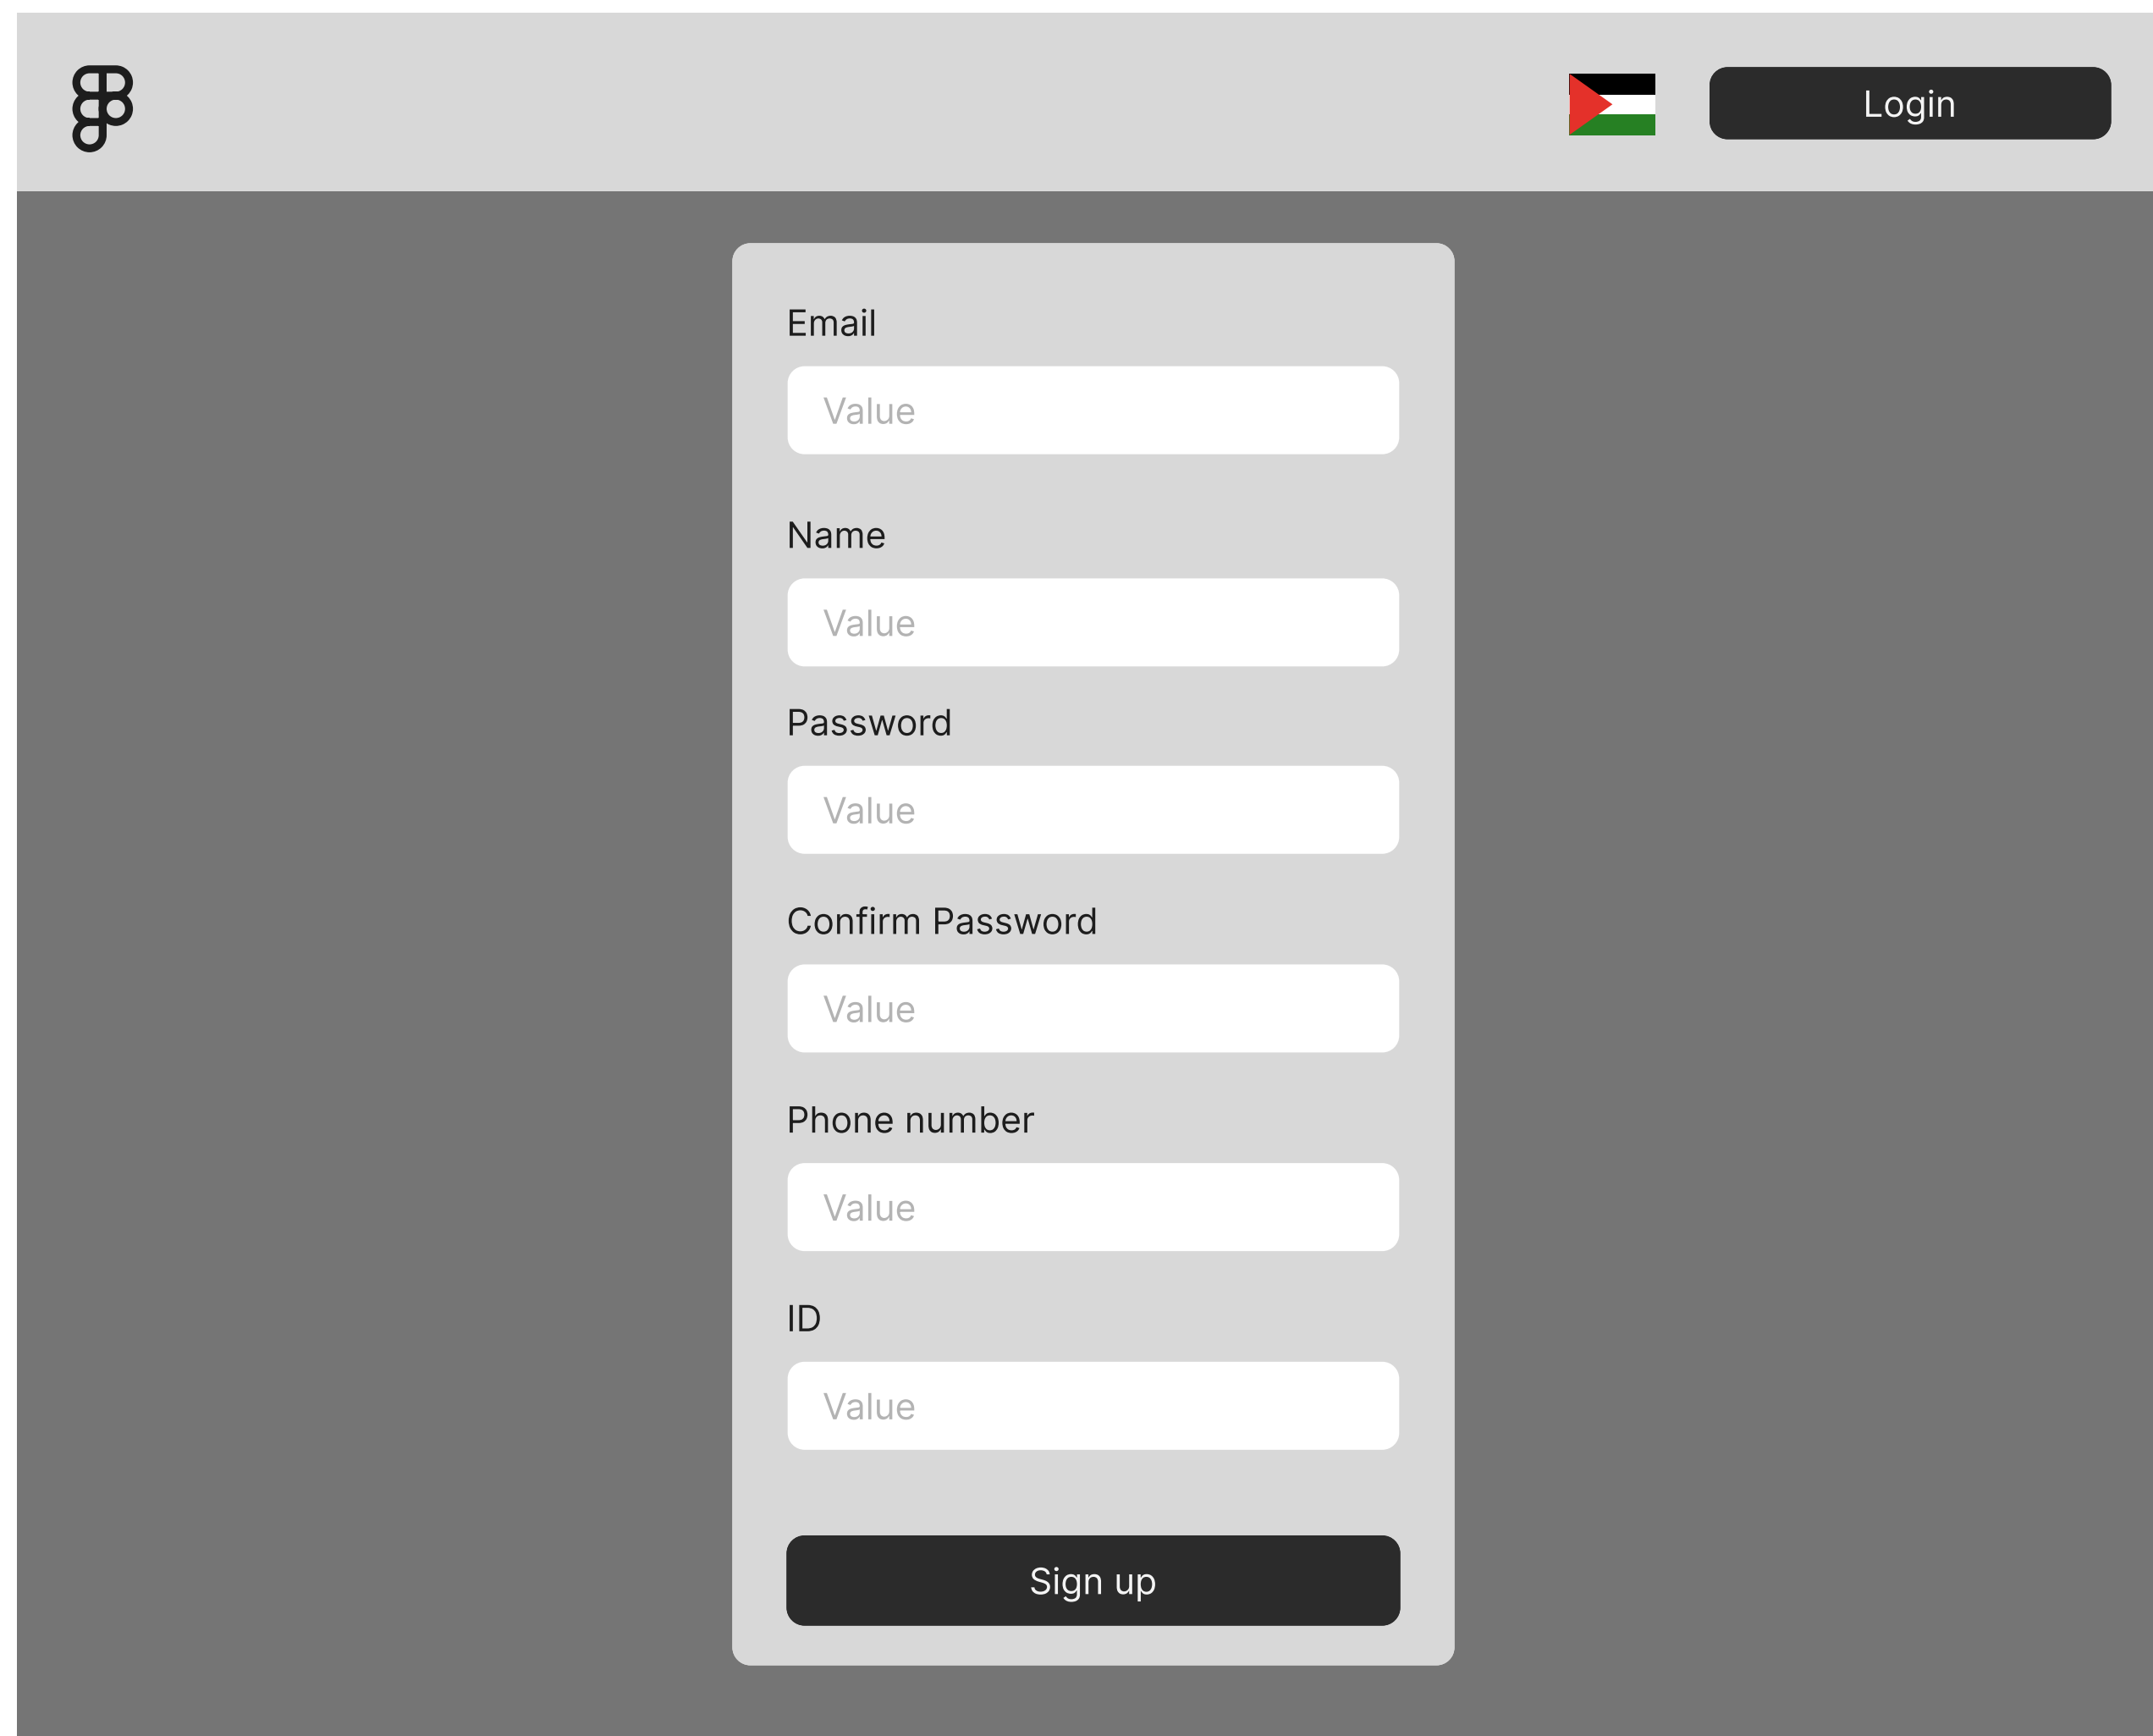 Login
Email
Value
Name
Value
Password
Value
Confirm Password
Value
Phone number
Value
ID
Value
Sign up